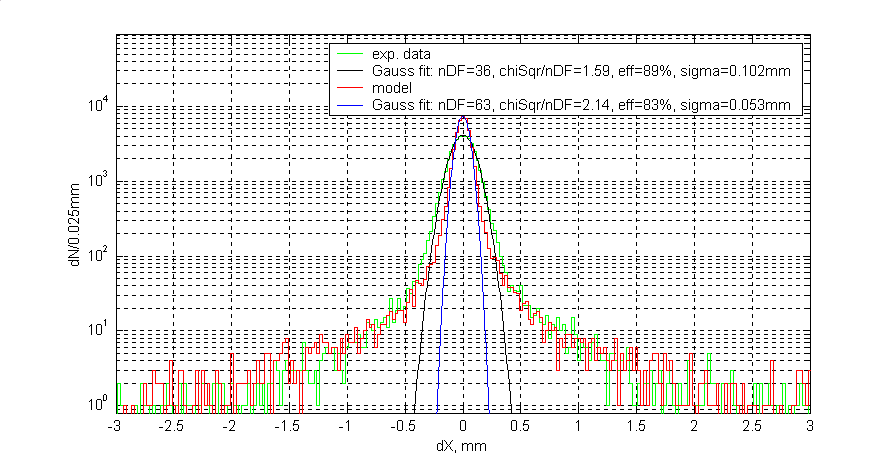 exp. data
Gauss fit: nDF=36, chiSqr/nDF=1.59, eff=89%, sigma=0.102mm
model
Gauss fit: nDF=63, chiSqr/nDF=2.14, eff=83%, sigma=0.053mm
10^4
10^3
10^2
10^1
10^0
dN/0.025mm
-3 -2.5 -2 -1.5 -1 -0.5 0 0.5 1 1.5 2 2.5 3
dX, mm